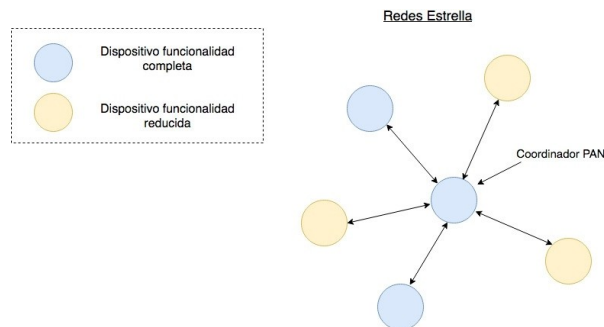 Redes Estrella
Dispositivo funcionalidad
completa
Dispositivo funcionalidad
reducida
Coordinador PAN